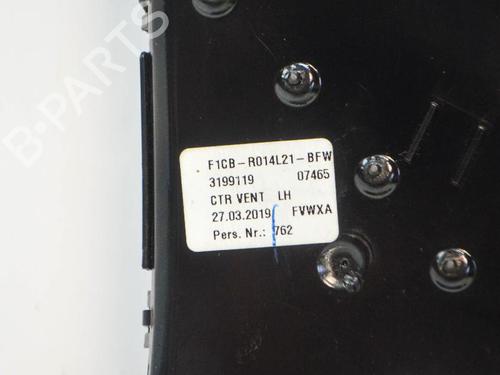 B-PARTS
F1CB-R014L21-BFW
3199119 07465
CTR VENT LH
27.03.2019 FVWXA
Pers. Nr.: 762